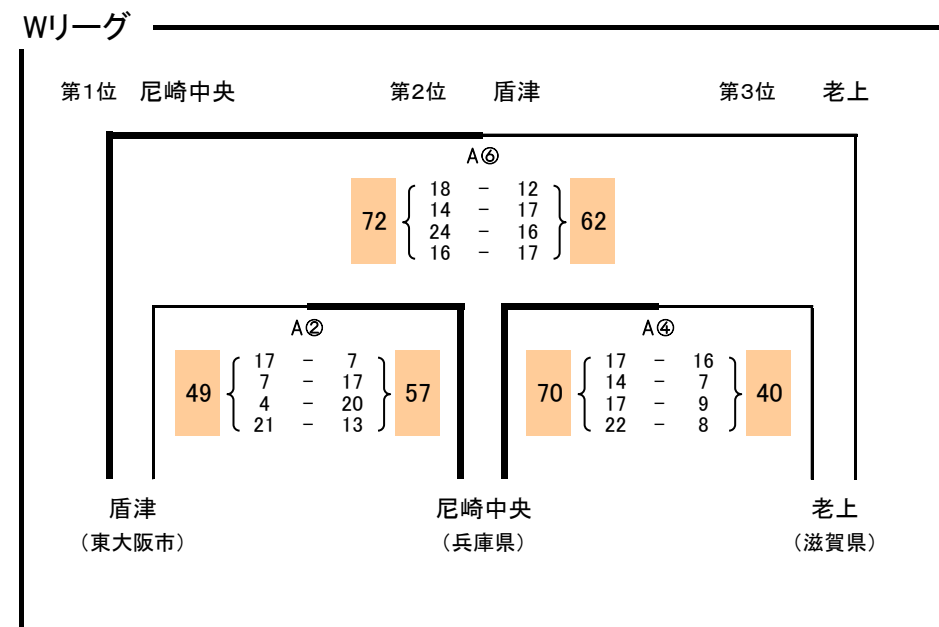 Wリーグ
第1位 尼崎中央 第2位 盾津 第3位 老上
A⑥
18 - 12
14 - 17
72 24 - 16 62
16 - 17
A② A④
17 - 7 17 - 16
7 - 17 14 - 7
49 4 - 20 57 70 17 - 9 40
21 - 13 22 - 8
盾津 尼崎中央 老上
（東大阪市） （兵庫県） （滋賀県）